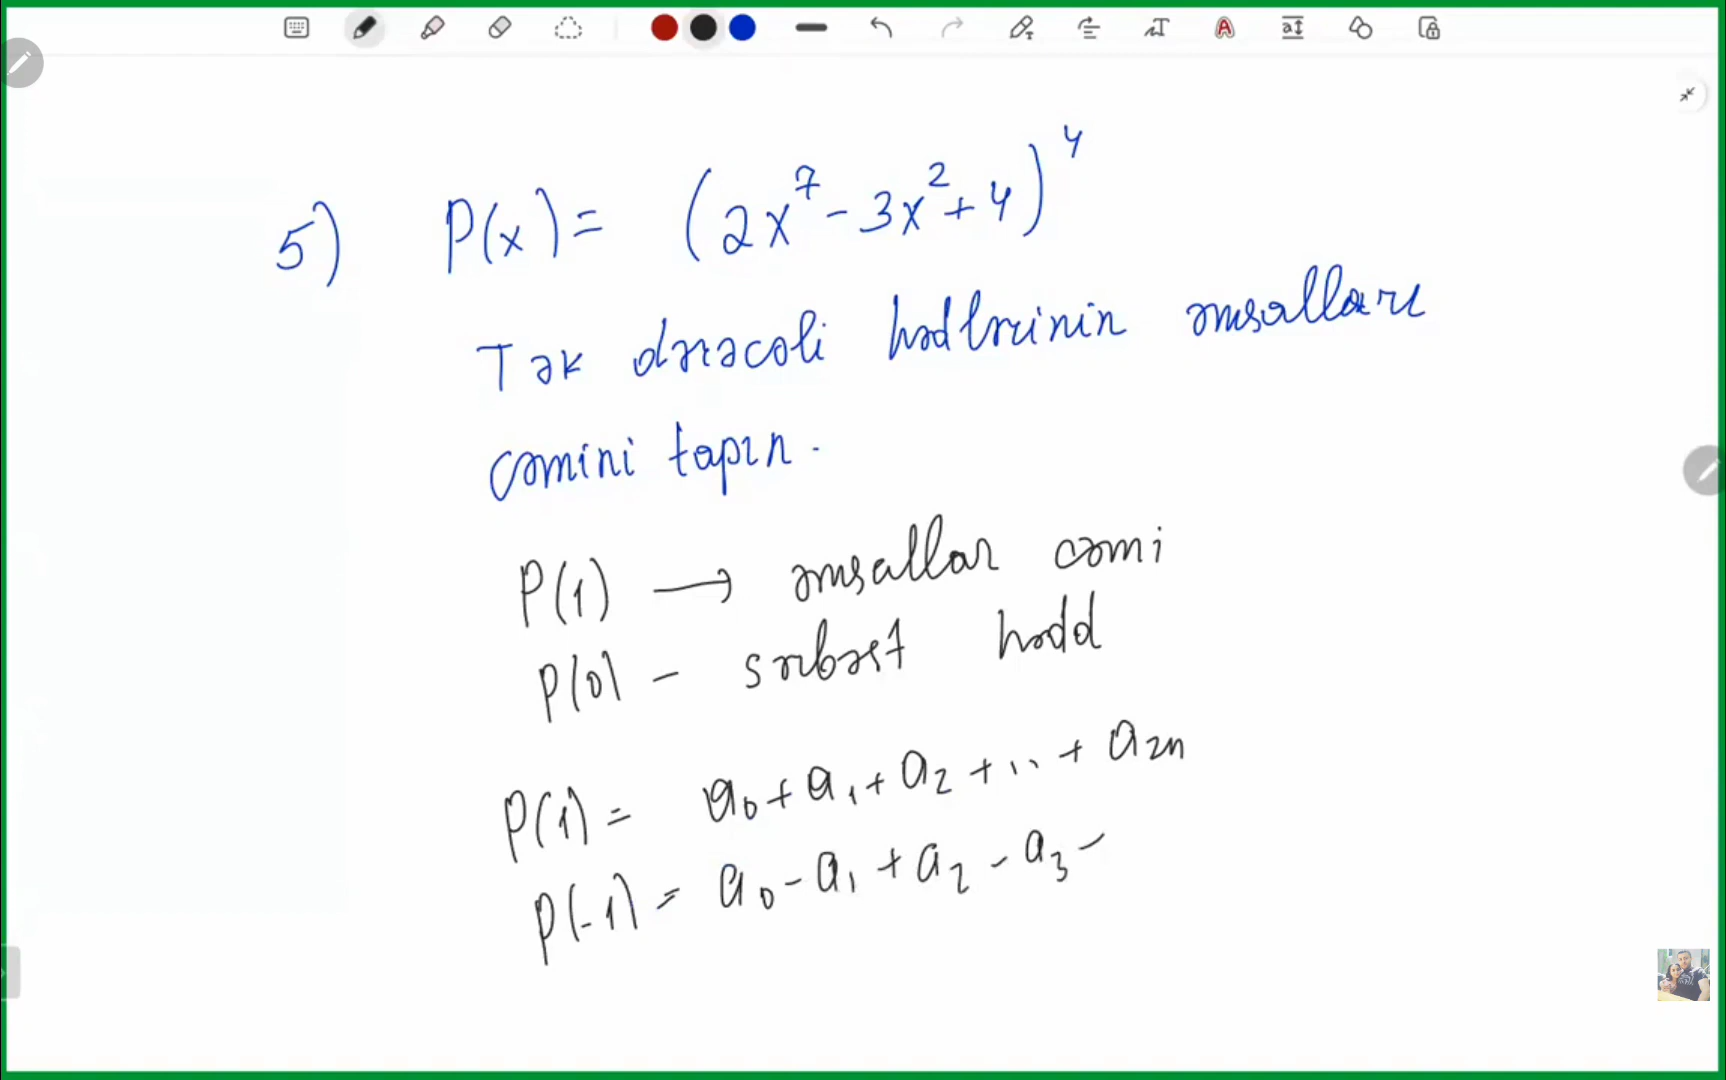 5) P(x) = (2x⁷ - 3x² + 4)⁴
Tək dərəcəli hədlərinin əmsalları
cəmini tapın.
P(1) → əmsallar cəmi
P(0) - sərbəst hədd
P(1) = a₀ + a₁ + a₂ + ... + a₂ₙ
P(-1) = a₀ - a₁ + a₂ - a₃ -